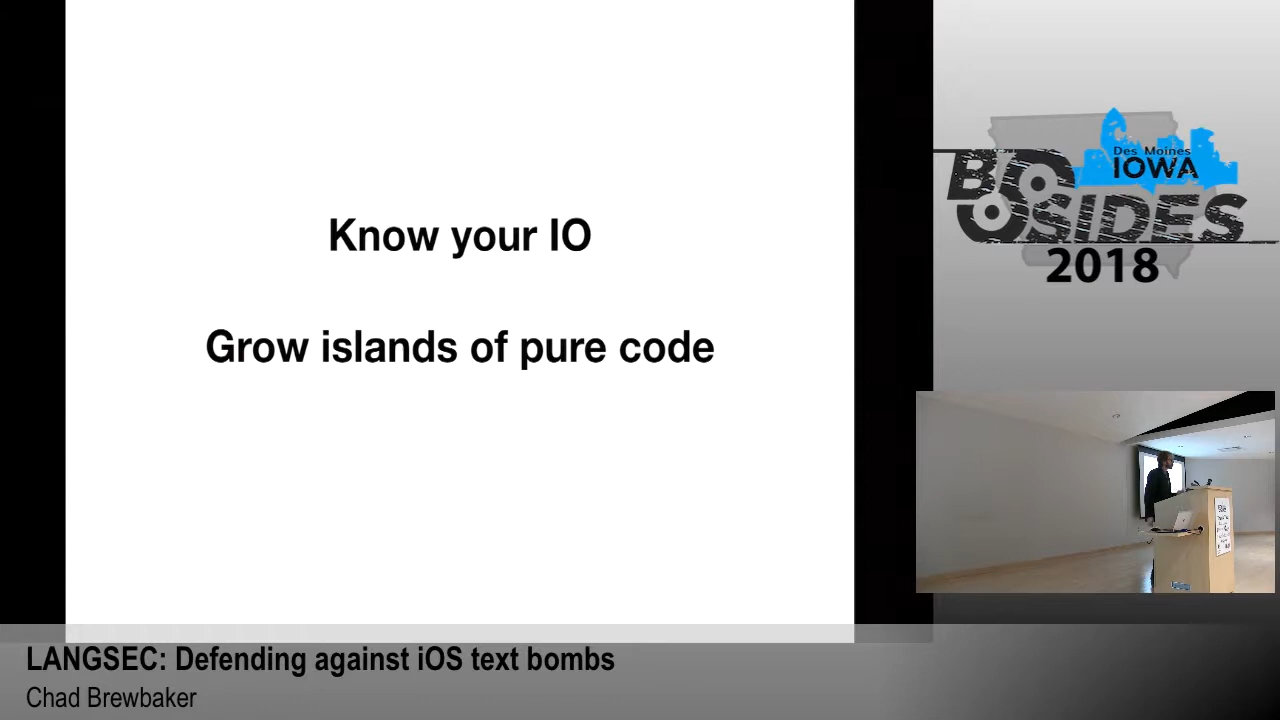 Know your IO
Grow islands of pure code
Des Moines
IOWA
BSIDES
2018
LANGSEC: Defending against iOS text bombs
Chad Brewbaker